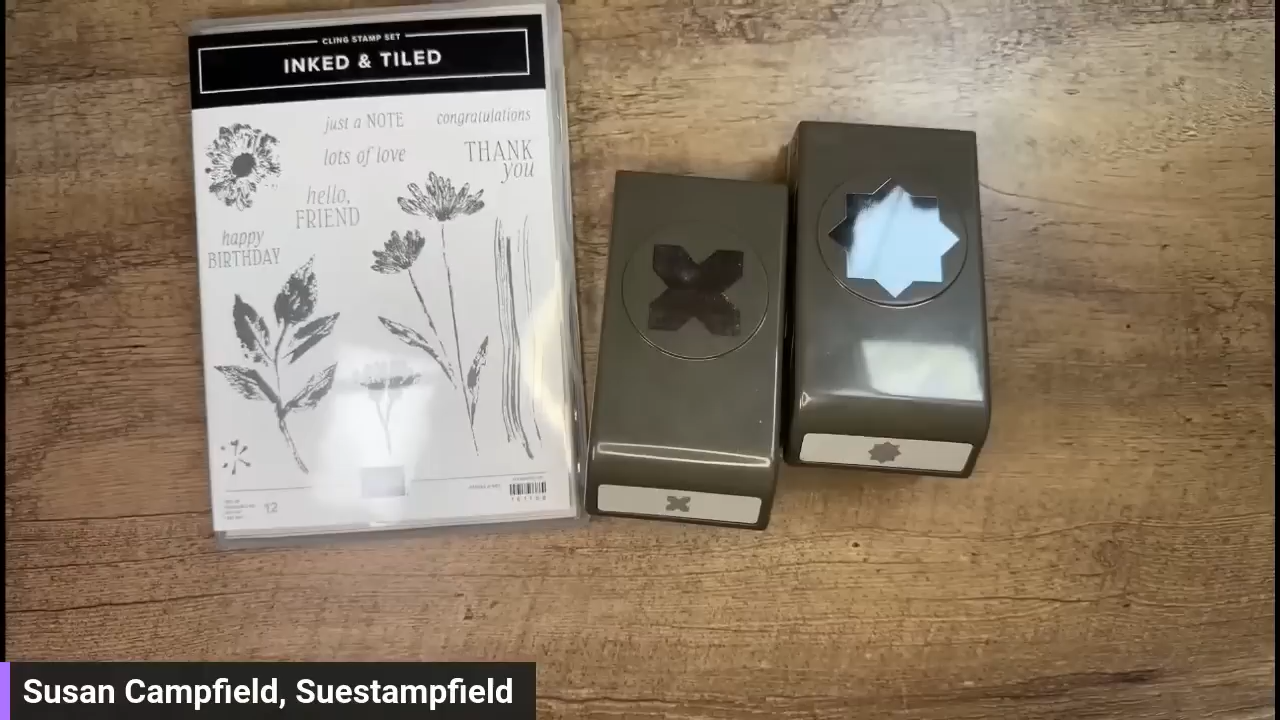 CLING STAMP SET
INKED & TILED
just a NOTE
congratulations
lots of love
THANK
you
hello,
FRIEND
happy
BIRTHDAY
12
Susan Campfield, Suestampfield